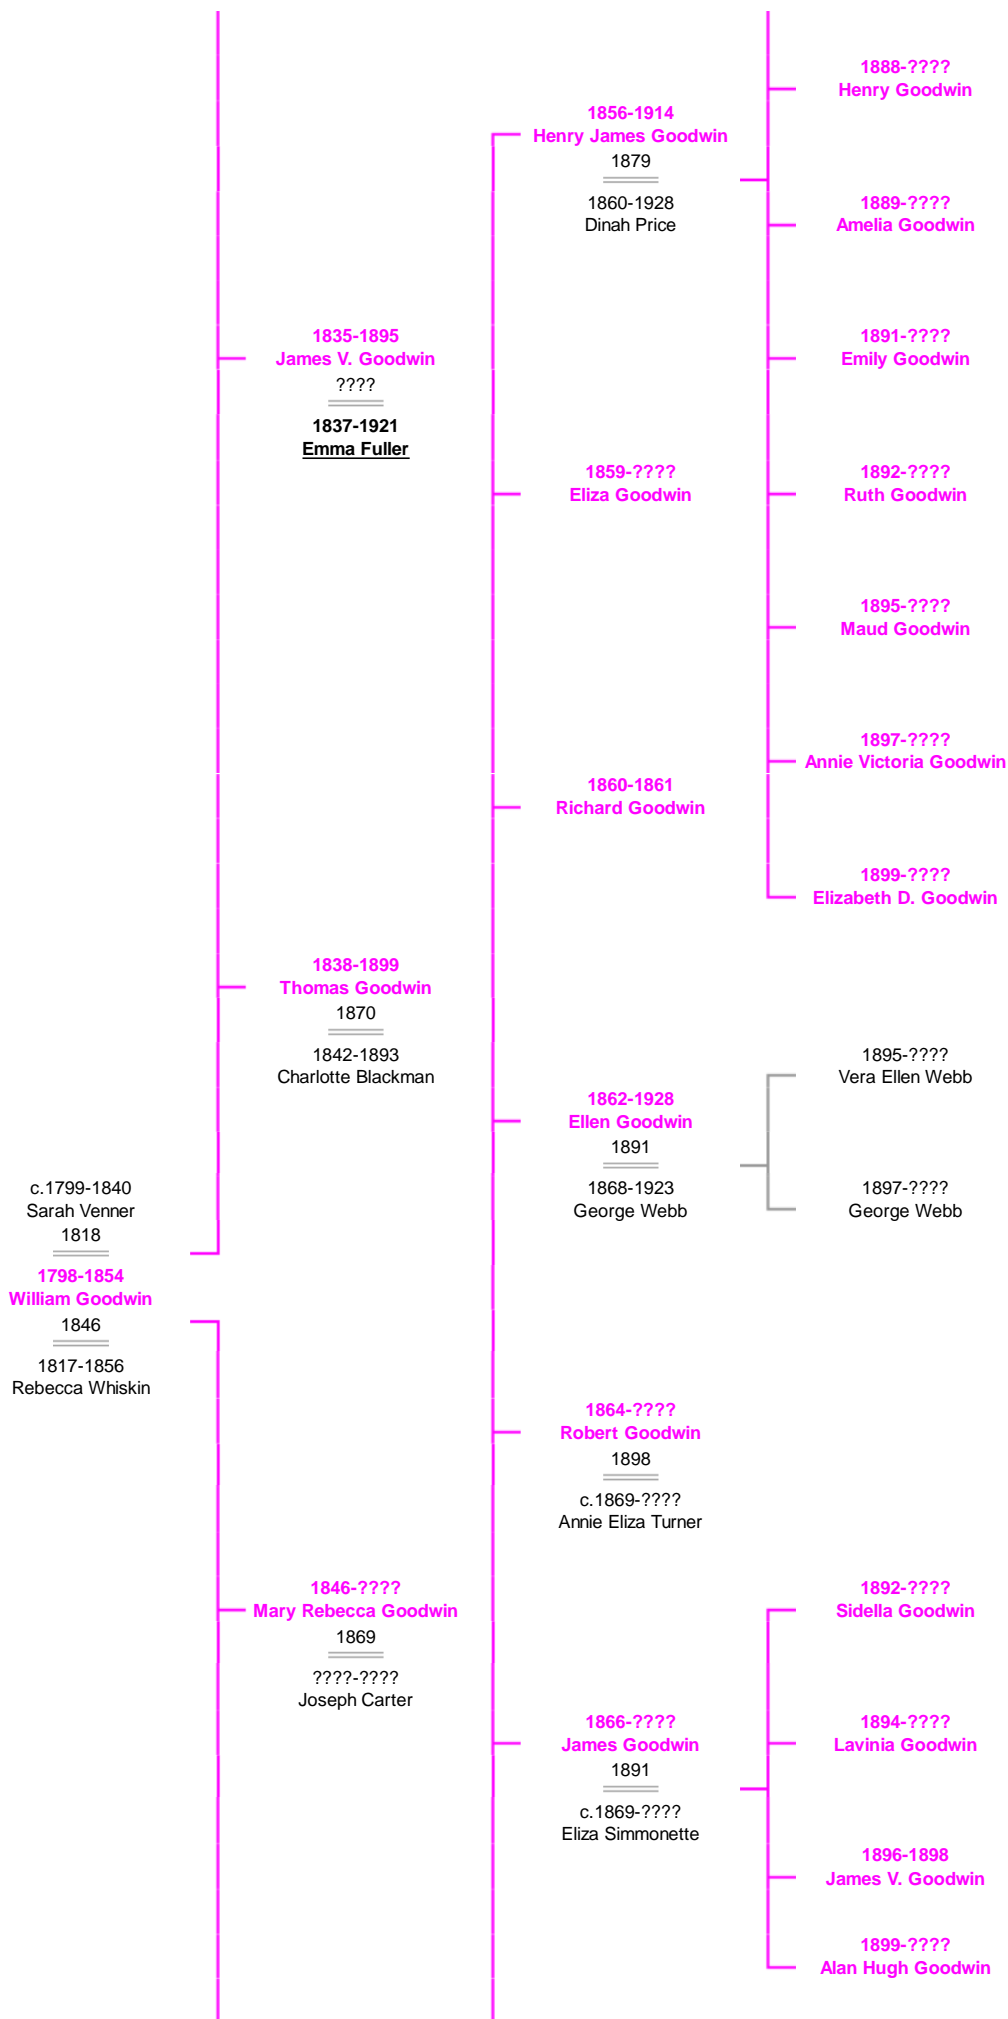 c.1799-1840
Sarah Venner
1818
1798-1854
William Goodwin
1846
1817-1856
Rebecca Whiskin
1835-1895
James V. Goodwin
????
1837-1921
Emma Fuller
1838-1899
Thomas Goodwin
1870
1842-1893
Charlotte Blackman
1846-????
Mary Rebecca Goodwin
1869
????-????
Joseph Carter
1856-1914
Henry James Goodwin
1879
1860-1928
Dinah Price
1859-????
Eliza Goodwin
1860-1861
Richard Goodwin
1862-1928
Ellen Goodwin
1891
1868-1923
George Webb
1864-????
Robert Goodwin
1898
c.1869-????
Annie Eliza Turner
1866-????
James Goodwin
1891
c.1869-????
Eliza Simmonette
1888-????
Henry Goodwin
1889-????
Amelia Goodwin
1891-????
Emily Goodwin
1892-????
Ruth Goodwin
1895-????
Maud Goodwin
1897-????
Annie Victoria Goodwin
1899-????
Elizabeth D. Goodwin
1895-????
Vera Ellen Webb
1897-????
George Webb
1892-????
Sidella Goodwin
1894-????
Lavinia Goodwin
1896-1898
James V. Goodwin
1899-????
Alan Hugh Goodwin